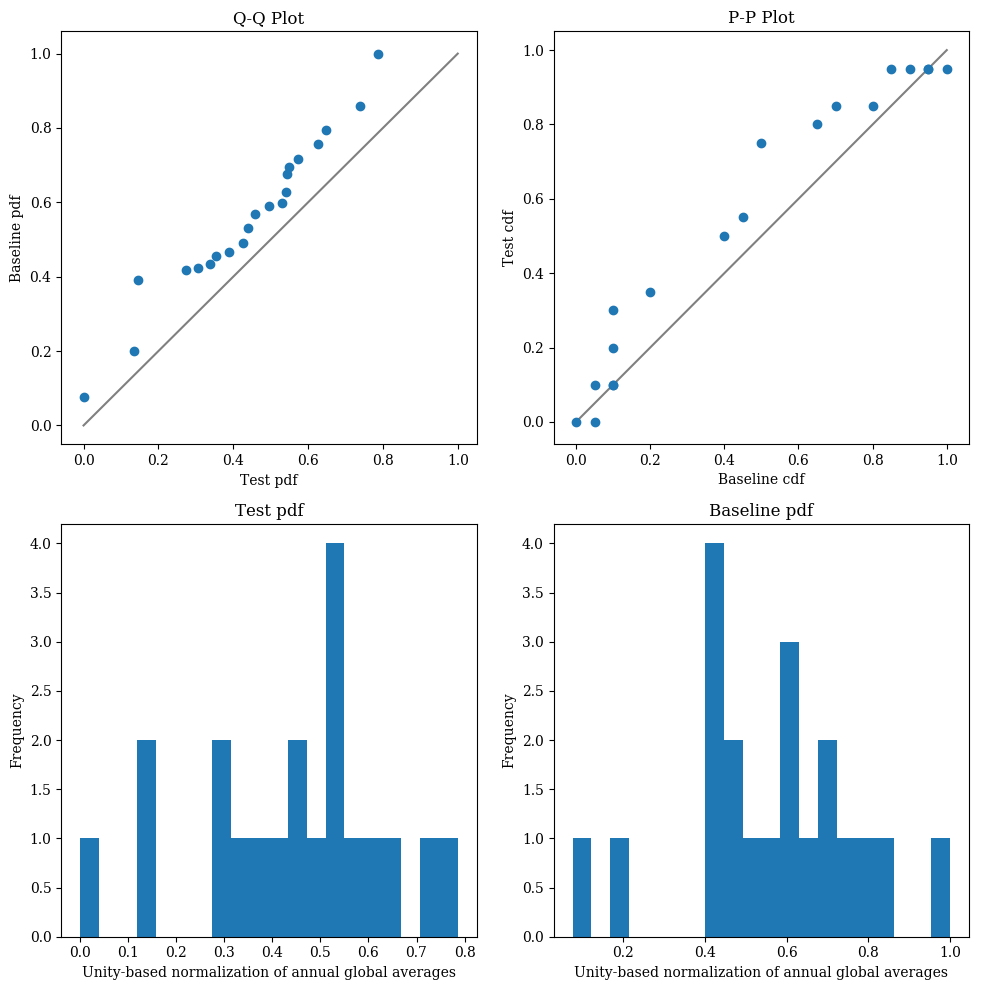 Q-Q Plot
1.0
0.8
0.6
0.4
0.2
0.0
Baseline pdf
0.0 0.2 0.4 0.6 0.8 1.0
Test pdf
P-P Plot
1.0
0.8
0.6
0.4
0.2
0.0
Test cdf
0.0 0.2 0.4 0.6 0.8 1.0
Baseline cdf
Test pdf
4.0
3.5
3.0
2.5
2.0
1.5
1.0
0.5
0.0
Frequency
0.0 0.1 0.2 0.3 0.4 0.5 0.6 0.7 0.8
Unity-based normalization of annual global averages
Baseline pdf
4.0
3.5
3.0
2.5
2.0
1.5
1.0
0.5
0.0
Frequency
0.2 0.4 0.6 0.8 1.0
Unity-based normalization of annual global averages